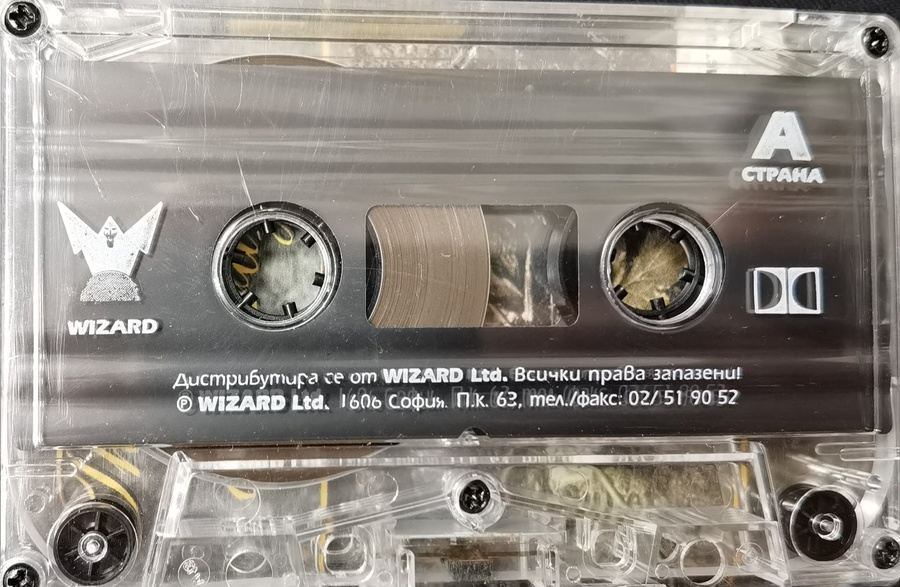 А
СТРАНА
WIZARD
Дистрибутира се от WIZARD Ltd. Всички права запазени!
© WIZARD Ltd. 1606 София. П.к. 63, тел./факс: 02/ 51 90 52